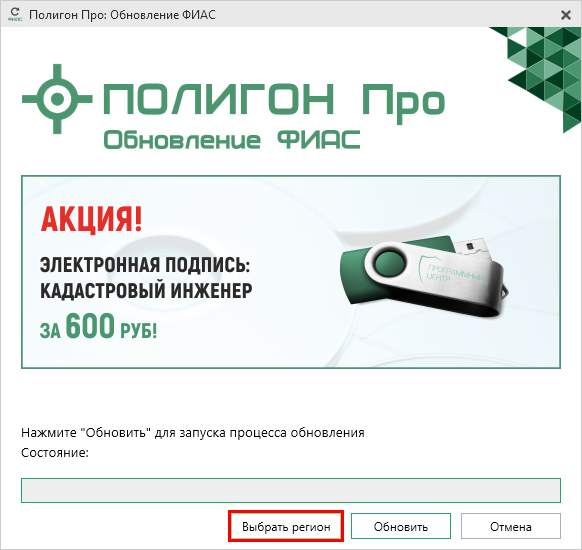 ФИАС
Полигон Про: Обновление ФИАС
ПОЛИГОН Про
Обновление ФИАС
АКЦИЯ!
ЭЛЕКТРОННАЯ ПОДПИСЬ:
КАДАСТРОВЫЙ ИНЖЕНЕР
ЗА 600 РУБ!
ПРОГРАММНЫЙ
ЦЕНТР
Нажмите "Обновить" для запуска процесса обновления
Состояние:
Выбрать регион
Обновить
Отмена